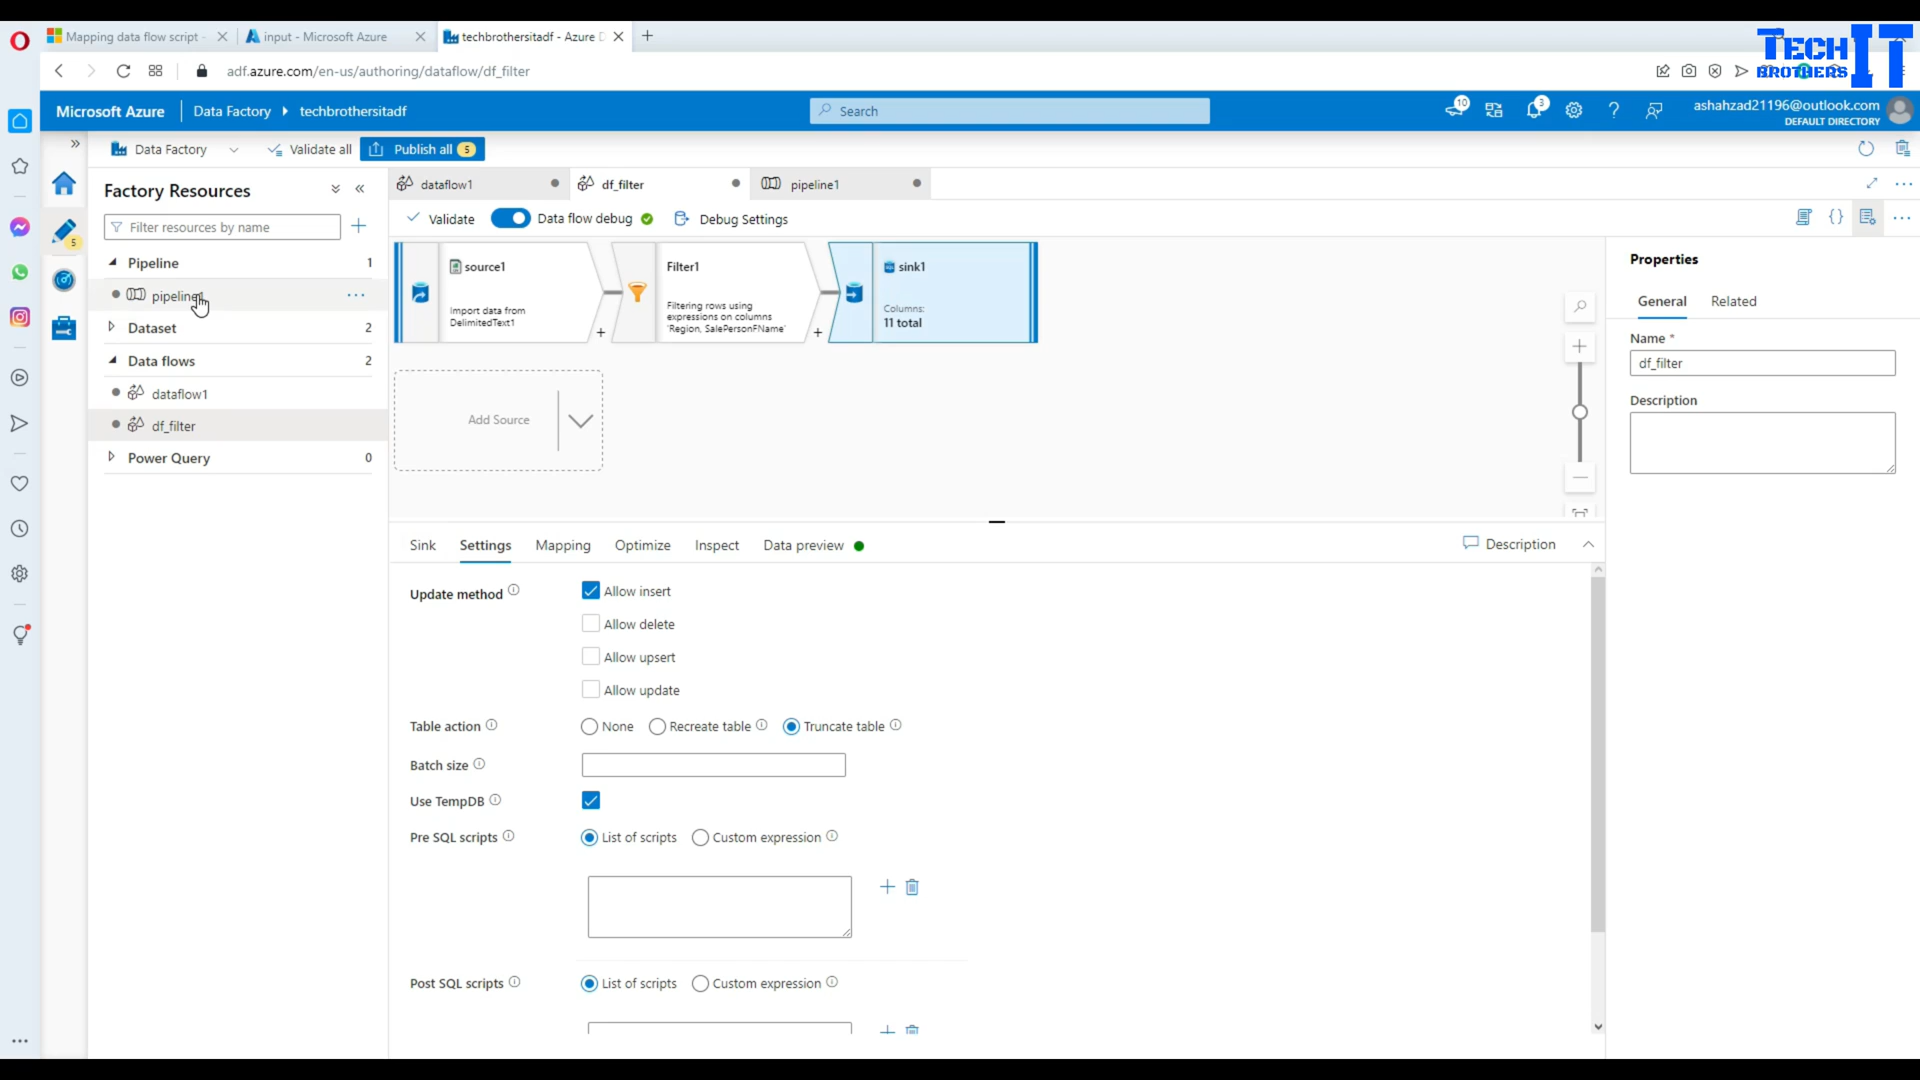 Mapping data flow script -
input - Microsoft Azure
techbrothersitadf - Azure D
TECH IT
BROTHERS
adf.azure.com/en-us/authoring/dataflow/df_filter
Microsoft Azure
Data Factory
techbrothersitadf
Search
10
3
ashahzad21196@outlook.com
DEFAULT DIRECTORY
Data Factory
Validate all
Publish all 5
Factory Resources
dataflow1
df_filter
pipeline1
Validate
Data flow debug
Debug Settings
Filter resources by name
5
Pipeline 1
pipeline1
Dataset 2
Data flows 2
dataflow1
df_filter
Power Query 0
source1
Import data from
DelimitedText1
Filter1
Filtering rows using
expressions on columns
'Region, SalePersonFName'
sink1
Columns:
11 total
Add Source
Properties
General
Related
Name *
df_filter
Description
Sink
Settings
Mapping
Optimize
Inspect
Data preview
Description
Update method
Allow insert
Allow delete
Allow upsert
Allow update
Table action
None
Recreate table
Truncate table
Batch size
Use TempDB
Pre SQL scripts
List of scripts
Custom expression
Post SQL scripts
List of scripts
Custom expression